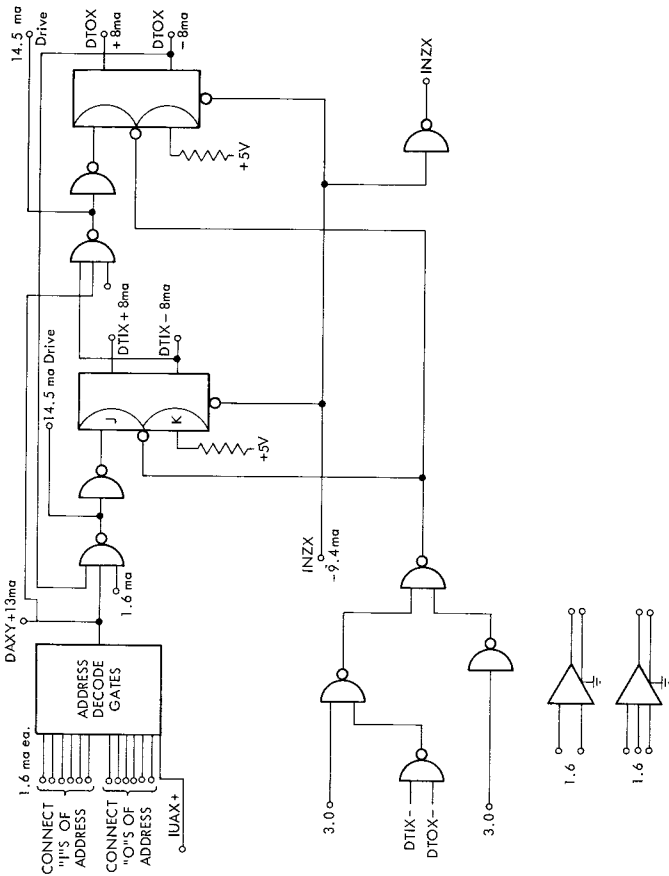 14.5 ma
Drive
DTOX
+8ma
DTOX
-8ma
+5V
INZX
DTIX+8ma
DTIX-8ma
14.5 ma Drive
J
K
+5V
DAXY+13ma
1.6 ma
INZX
-9.4ma
ADDRESS
DECODE
GATES
1.6 ma ea.
CONNECT
"I"S OF
ADDRESS
CONNECT
"O"S OF
ADDRESS
IUAX+
3.0
DTIX-
DTOX-
3.0
1.6
1.6